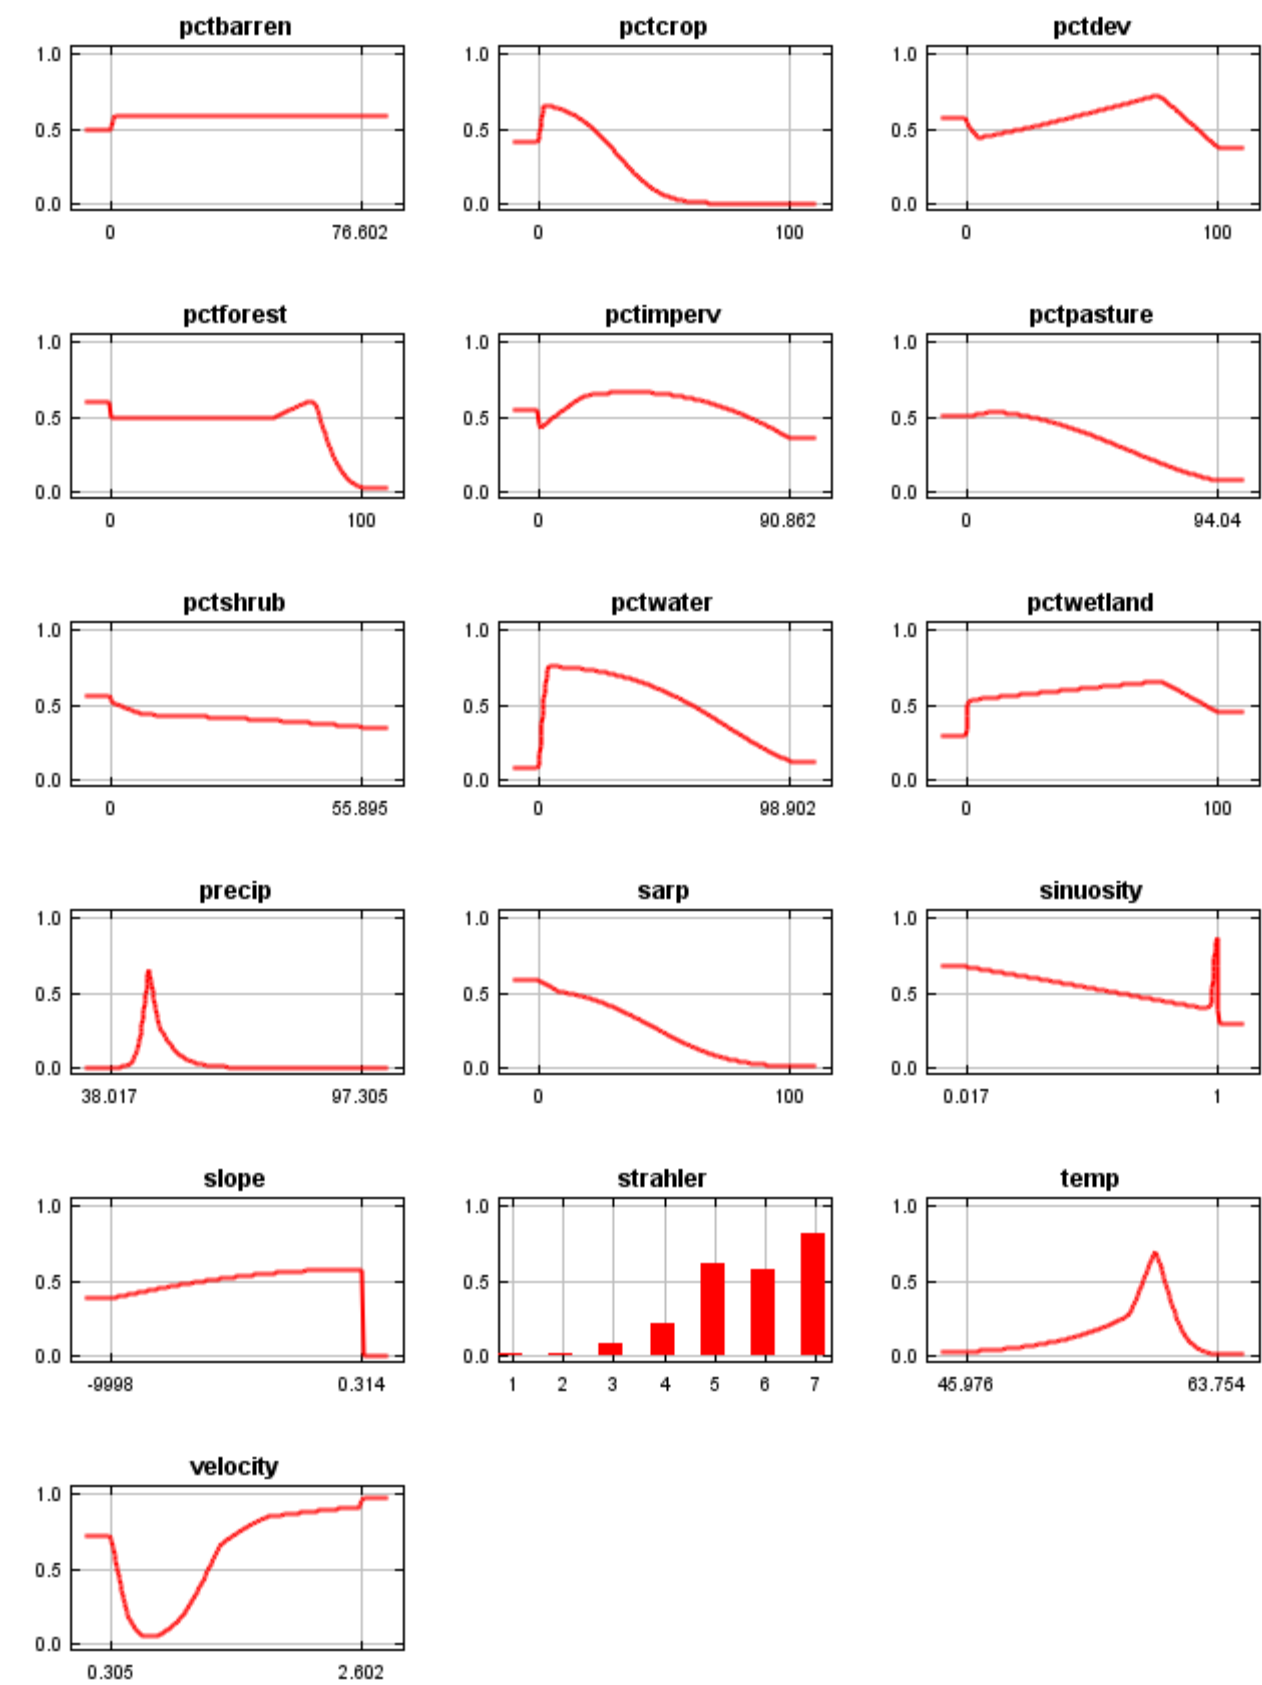 pctbarren pctcrop pctdev
1.0 1.0 1.0
0.5 0.5 0.5
0.0 0.0 0.0
0 76.602 0 100 0 100
pctforest pctimperv pctpasture
1.0 1.0 1.0
0.5 0.5 0.5
0.0 0.0 0.0
0 100 0 90.862 0 94.04
pctshrub pctwater pctwetland
1.0 1.0 1.0
0.5 0.5 0.5
0.0 0.0 0.0
0 55.895 0 98.902 0 100
precip sarp sinuosity
1.0 1.0 1.0
0.5 0.5 0.5
0.0 0.0 0.0
38.017 97.305 0 100 0.017 1
slope strahler temp
1.0 1.0 1.0
0.5 0.5 0.5
0.0 0.0 0.0
-9998 0.314 1 2 3 4 5 6 7 45.976 63.754
velocity
1.0
0.5
0.0
0.305 2.602